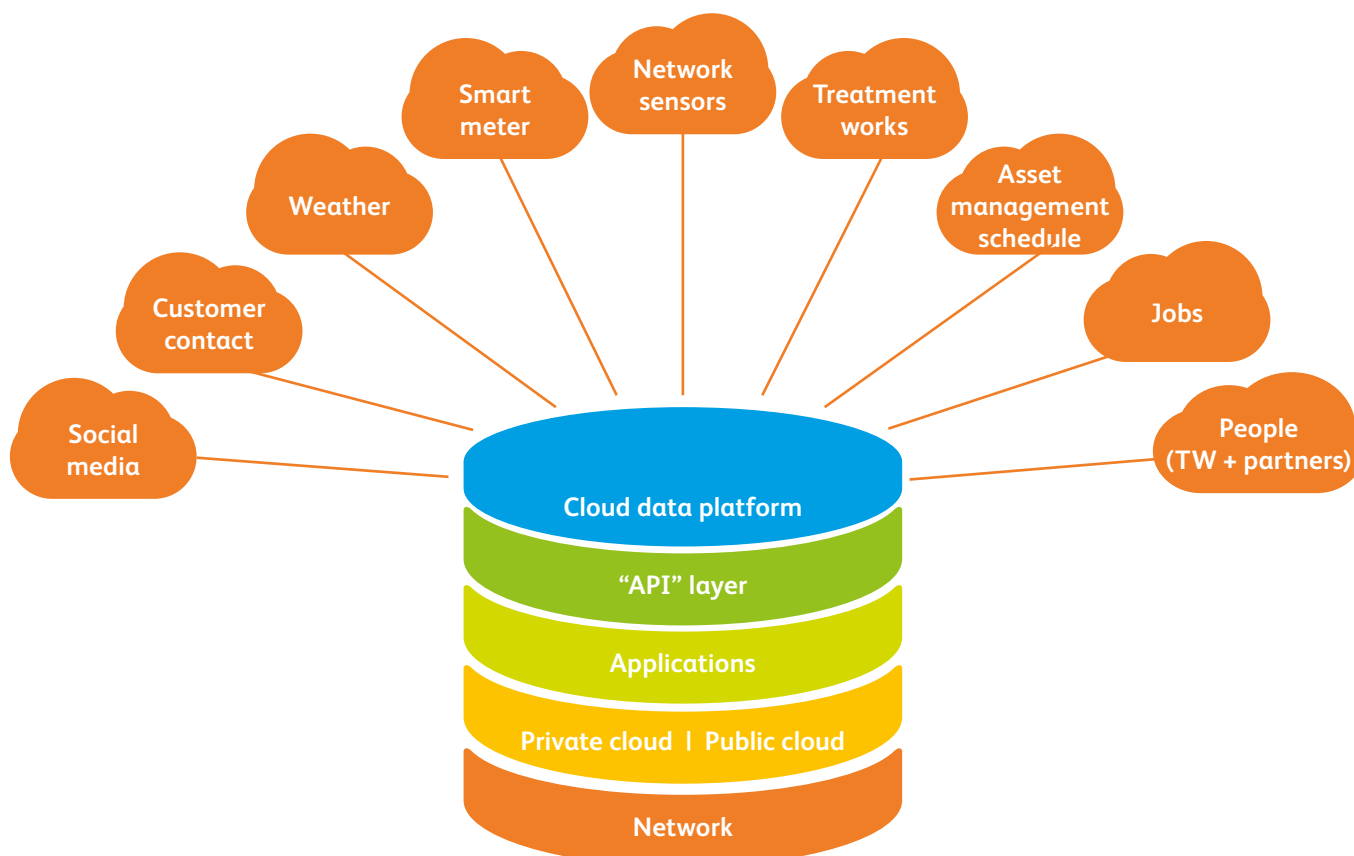 Network
sensors
Smart
meter
Treatment
works
Weather
Asset
management
schedule
Customer
contact
Jobs
Social
media
People
(TW + partners)
Cloud data platform
“API” layer
Applications
Private cloud | Public cloud
Network